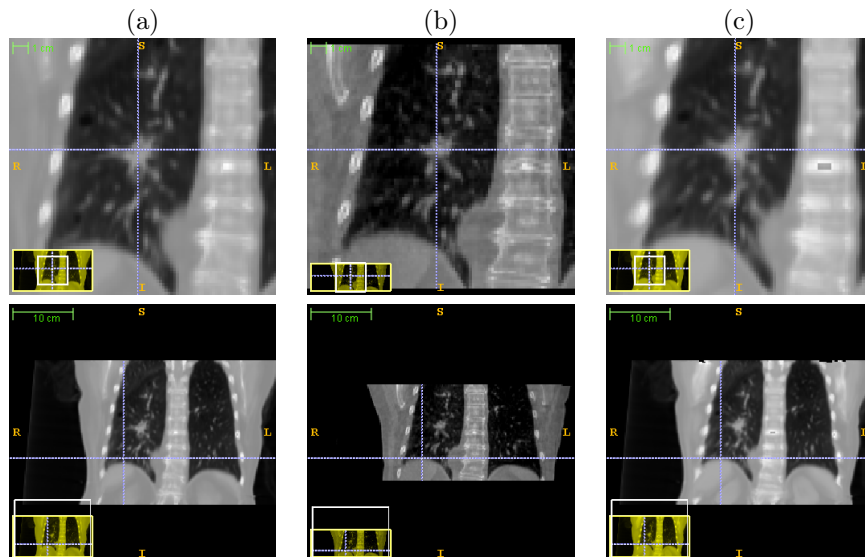 (a) (b) (c)
S S S
R L R L R
I I I
10 cm 10 cm 10 cm
S S S
R L R L R L
I I I